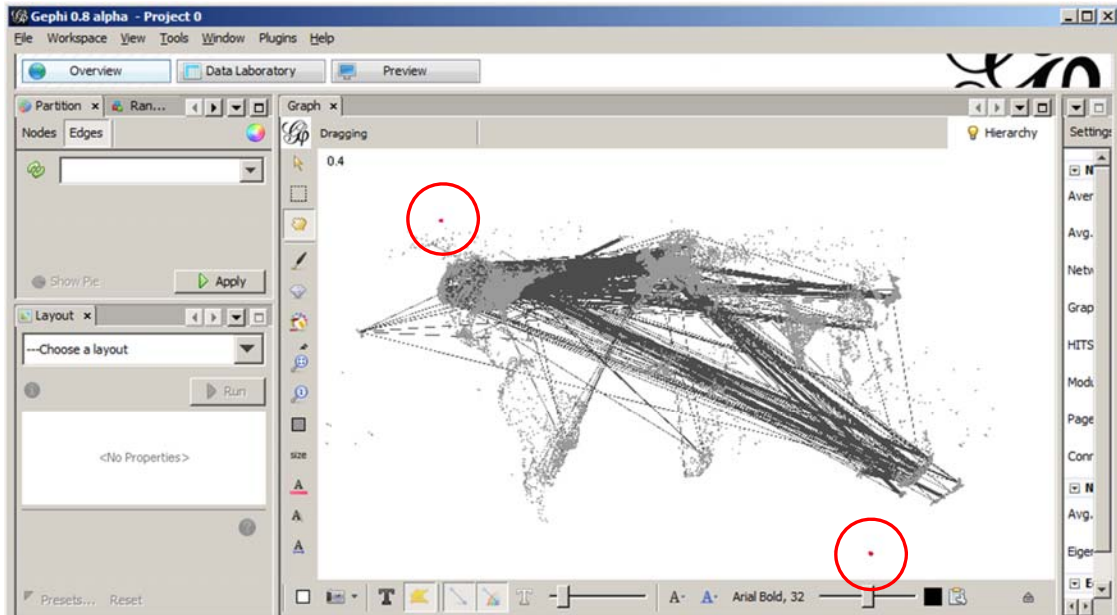 Gephi 0.8 alpha - Project 0
File Workspace View Tools Window Plugins Help
Overview Data Laboratory Preview
Partition Ran... Graph
Nodes Edges Dragging Hierarchy Settings
0.4
N
Aver
Avg.
Netw
Show Pie Apply
Grap
Layout
HITS
---Choose a layout
Modu
Run
Page
<No Properties>
size
Conn
A
N
A
Avg.
A
Eiger
E
Presets... Reset
T T A- A- Arial Bold, 32